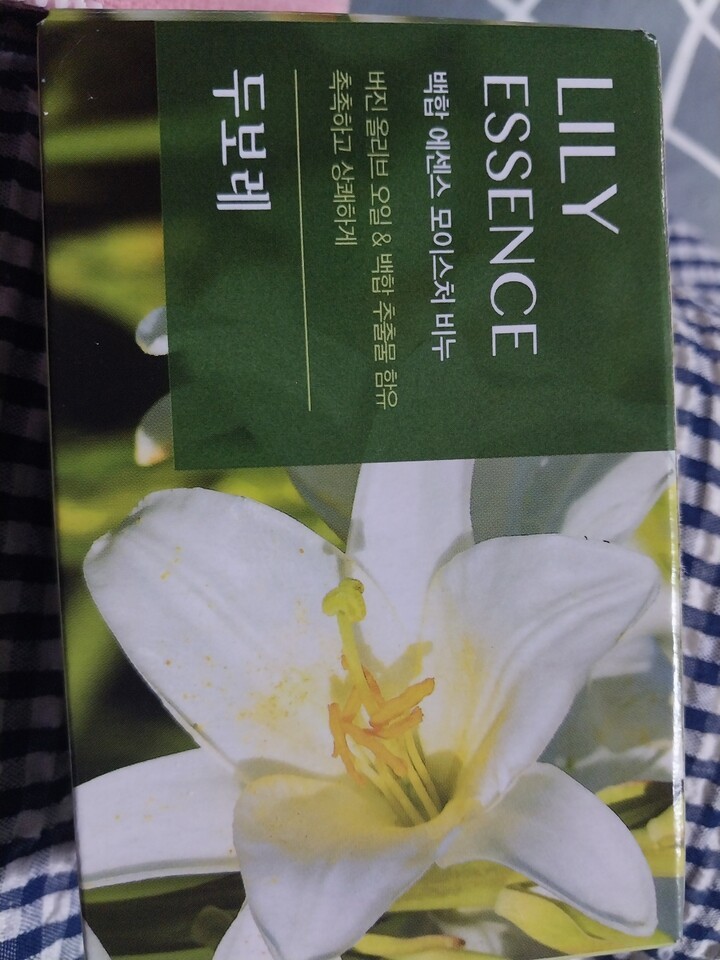 LILY
ESSENCE
백합 에센스 모이스처 비누
버진 올리브 오일 & 백합 추출물 함유
촉촉하고 상쾌하게
두보레